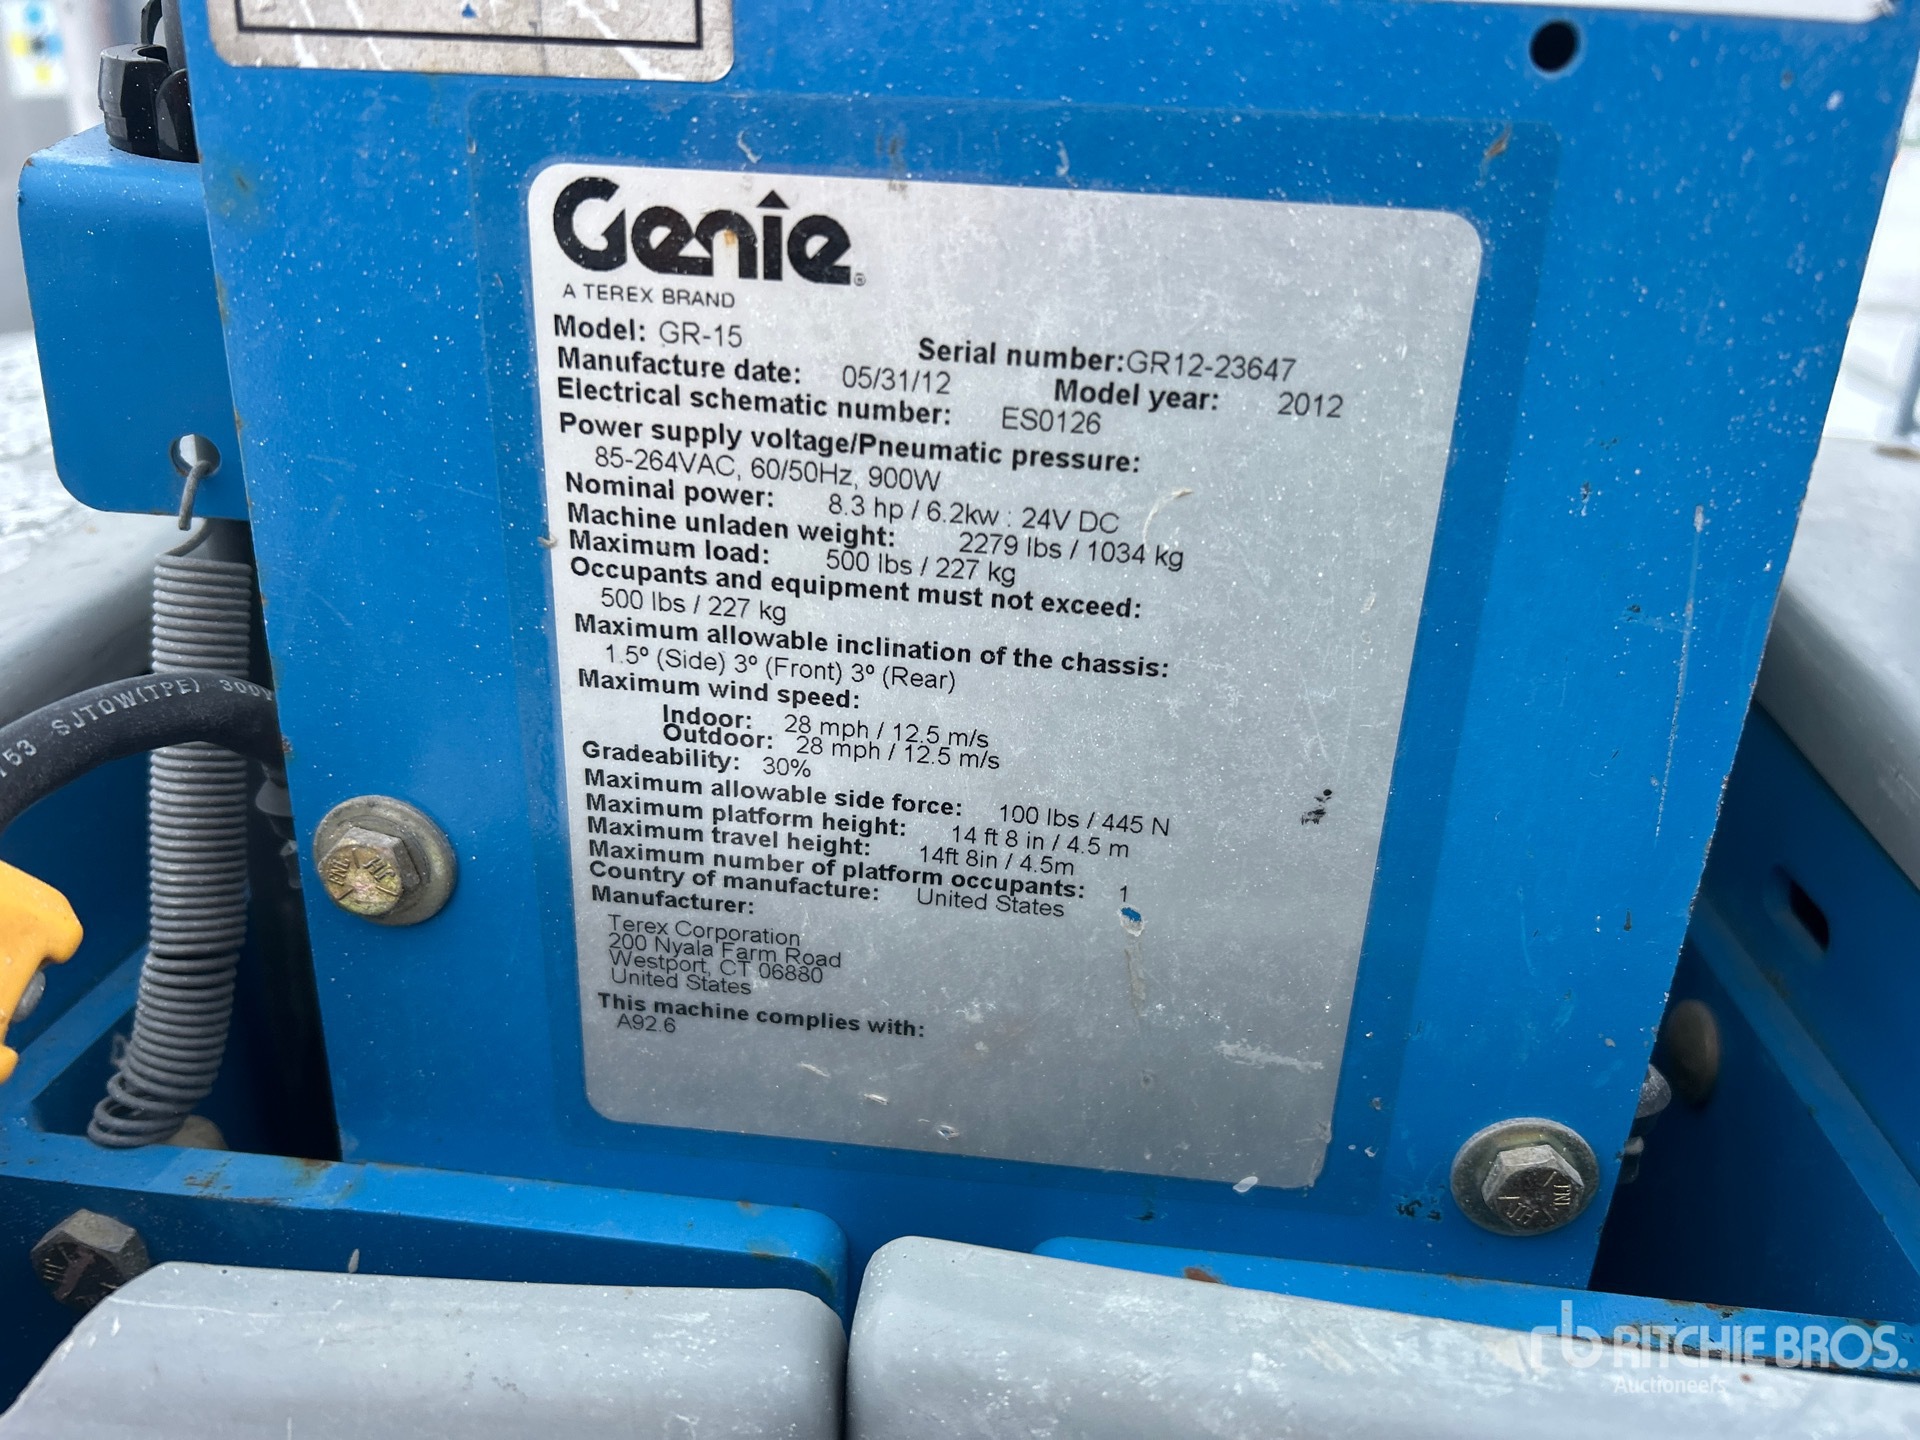 Genie®
A TEREX BRAND
Model: GR-15 Serial number:GR12-23647
Manufacture date: 05/31/12 Model year: 2012
Electrical schematic number: ES0126
Power supply voltage/Pneumatic pressure:
85-264VAC, 60/50Hz, 900W
Nominal power: 8.3 hp / 6.2kw : 24V DC
Machine unladen weight: 2279 lbs / 1034 kg
Maximum load: 500 lbs / 227 kg
Occupants and equipment must not exceed:
500 lbs / 227 kg
Maximum allowable inclination of the chassis:
1.5º (Side) 3º (Front) 3º (Rear)
Maximum wind speed:
Indoor: 28 mph / 12.5 m/s
Outdoor: 28 mph / 12.5 m/s
Gradeability: 30%
Maximum allowable side force: 100 lbs / 445 N
Maximum platform height: 14 ft 8 in / 4.5 m
Maximum travel height: 14ft 8in / 4.5m
Maximum number of platform occupants: 1
Country of manufacture: United States
Manufacturer:
Terex Corporation
200 Nyala Farm Road
Westport, CT 06880
United States
This machine complies with:
A92.6
SJTOW(TPE) 300V
JH
JH
JH
rb RITCHIE BROS.
Auctioneers